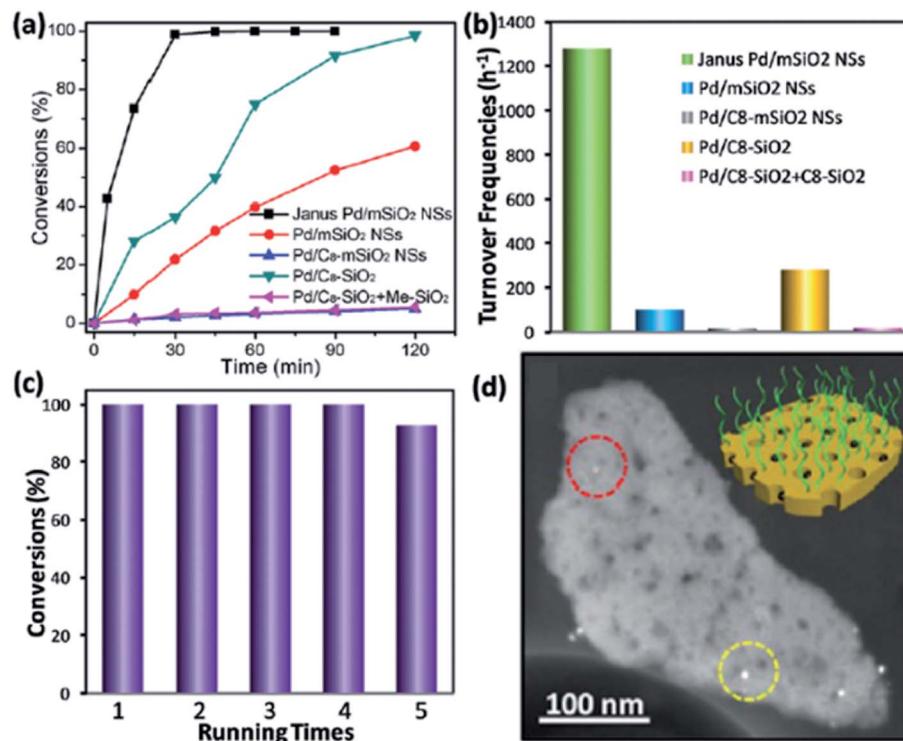 (a)
100
80
60
40
20
0
Conversions (%)
Janus Pd/mSiO₂ NSs
Pd/mSiO₂ NSs
Pd/C₈-mSiO₂ NSs
Pd/C₈-SiO₂
Pd/C₈-SiO₂+Me-SiO₂
0 30 60 90 120
Time (min)
(b)
1400
1200
1000
800
600
400
200
0
Turnover Frequencies (h⁻¹)
Janus Pd/mSiO2 NSs
Pd/mSiO2 NSs
Pd/C8-mSiO2 NSs
Pd/C8-SiO2
Pd/C8-SiO2+C8-SiO2
(c)
100
80
60
40
20
0
Conversions (%)
1 2 3 4 5
Running Times
(d)
100 nm